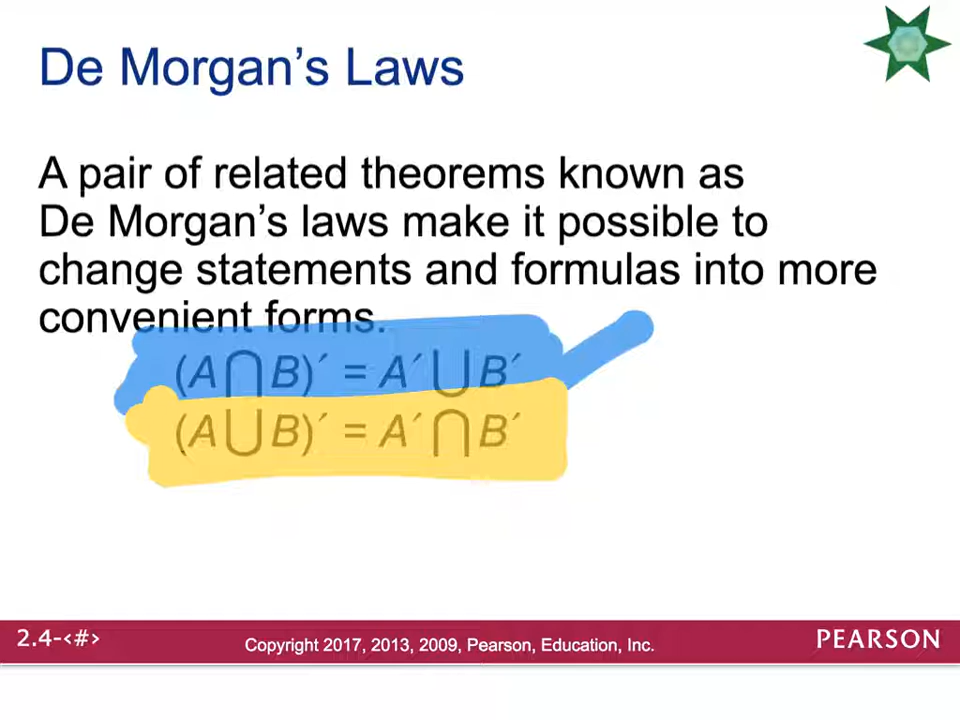 De Morgan's Laws
A pair of related theorems known as
De Morgan's laws make it possible to
change statements and formulas into more
convenient forms.
(A ⋂ B)´ = A´ ⋃ B´
(A ⋃ B)´ = A´ ⋂ B´
2.4-<#>
Copyright 2017, 2013, 2009, Pearson, Education, Inc.
PEARSON